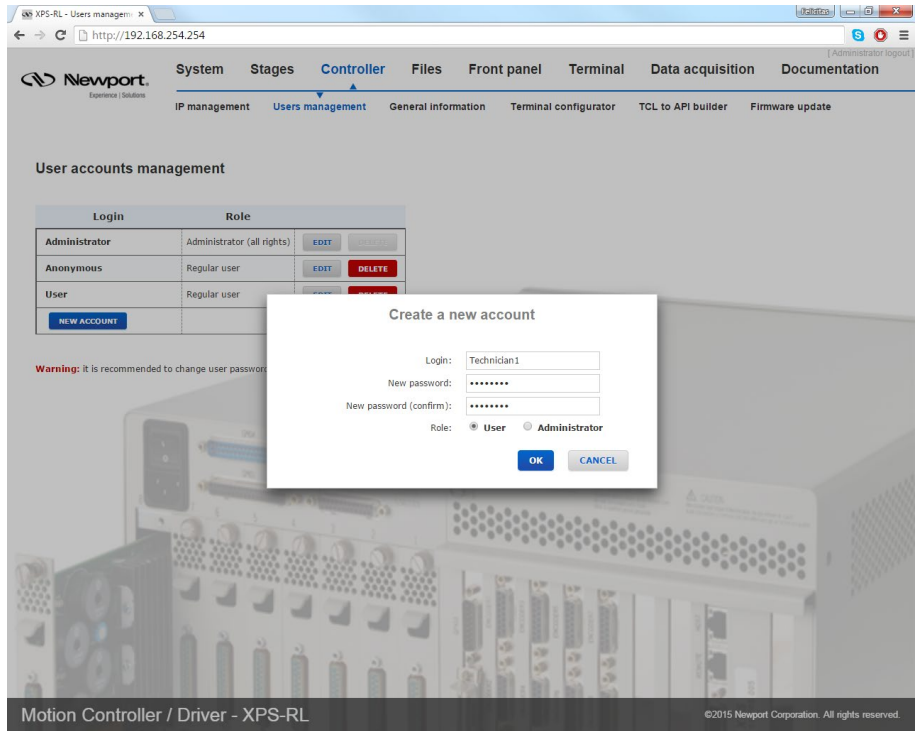 XPS-RL - Users managem
Felicitas
http://192.168.254.254
[ Administrator logout ]
Newport.
Experience | Solutions
System Stages Controller Files Front panel Terminal Data acquisition Documentation
IP management Users management General information Terminal configurator TCL to API builder Firmware update
User accounts management
Login Role
Administrator Administrator (all rights) EDIT DELETE
Anonymous Regular user EDIT DELETE
User Regular user
NEW ACCOUNT
Warning: it is recommended to change user passwor
Create a new account
Login: Technician1
New password: ••••••••
New password (confirm): ••••••••
Role: User Administrator
OK CANCEL
Motion Controller / Driver - XPS-RL
©2015 Newport Corporation. All rights reserved.